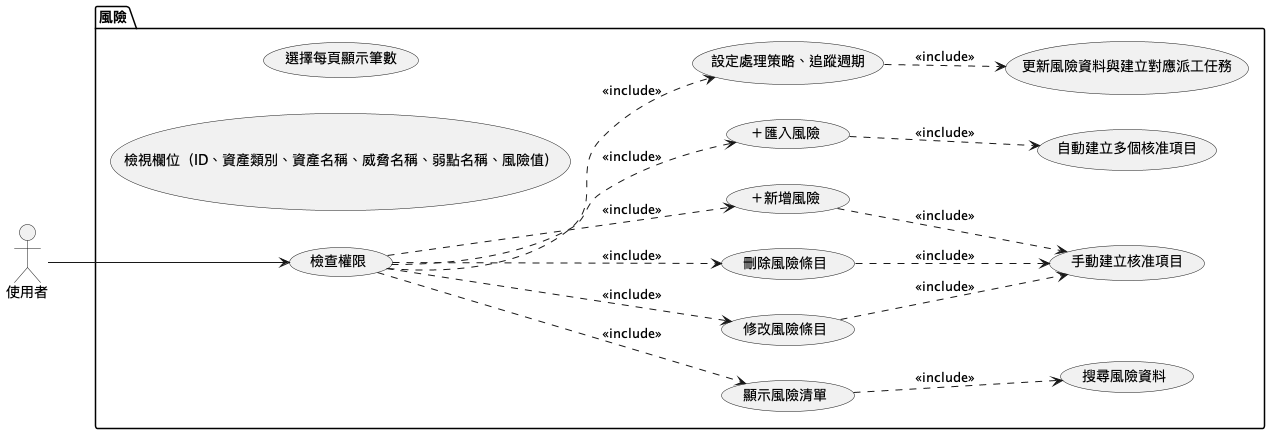 風險
選擇每頁顯示筆數
設定處理策略、追蹤週期
«include»
更新風險資料與建立對應派工任務
«include»
檢視欄位（ID、資產類別、資產名稱、威脅名稱、弱點名稱、風險值）
«include»
＋匯入風險
«include»
自動建立多個核准項目
«include»
＋新增風險
«include»
使用者
檢查權限
«include»
刪除風險條目
«include»
手動建立核准項目
«include»
修改風險條目
«include»
«include»
顯示風險清單
«include»
搜尋風險資料